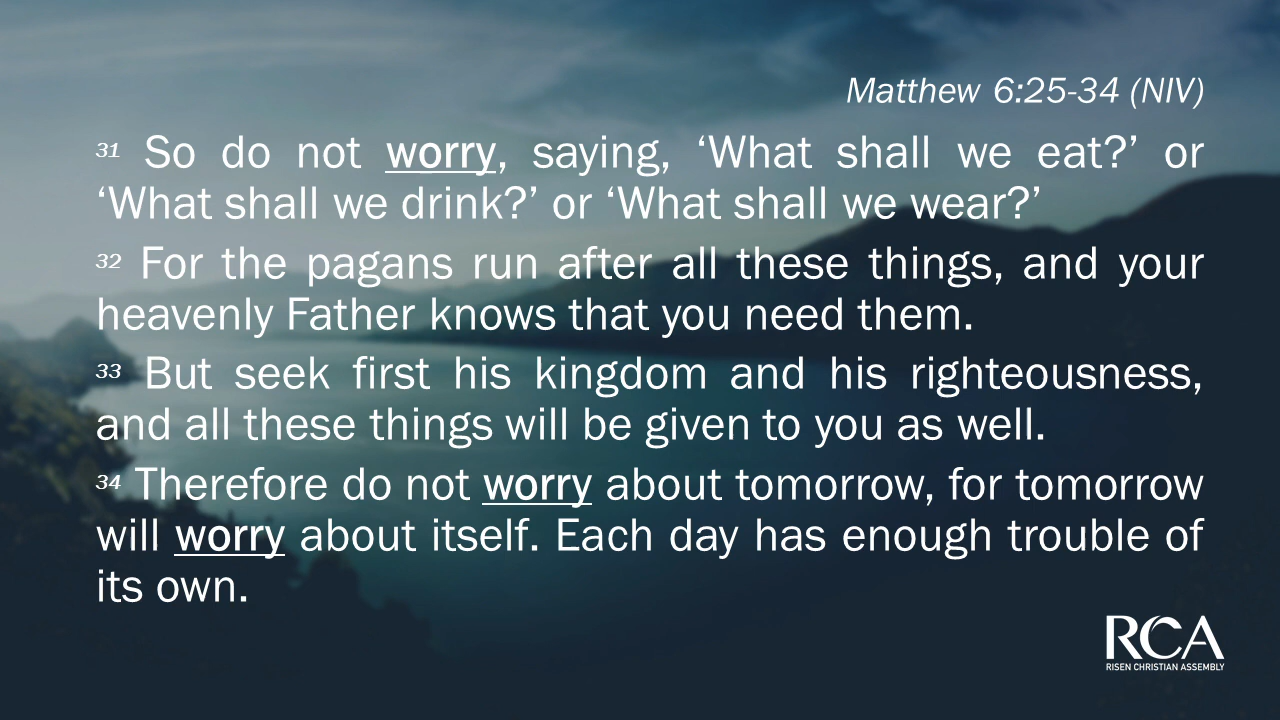 Matthew 6:25-34 (NIV)
31 So do not worry, saying, ‘What shall we eat?’ or
‘What shall we drink?’ or ‘What shall we wear?’
32 For the pagans run after all these things, and your
heavenly Father knows that you need them.
33 But seek first his kingdom and his righteousness,
and all these things will be given to you as well.
34 Therefore do not worry about tomorrow, for tomorrow
will worry about itself. Each day has enough trouble of
its own.
RCA
RISEN CHRISTIAN ASSEMBLY